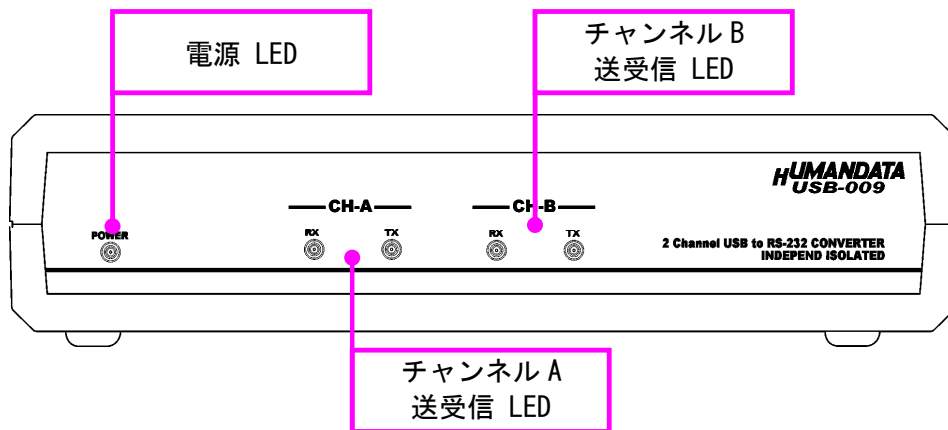 電源 LED
チャンネル B
送受信 LED
HUMANDATA
USB-009
CH-A
CH-B
POWER
RX
TX
RX
TX
2 Channel USB to RS-232 CONVERTER
INDEPEND ISOLATED
チャンネル A
送受信 LED